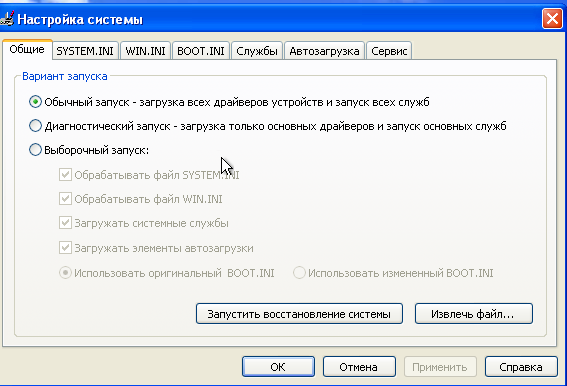 Настройка системы
Общие SYSTEM.INI WIN.INI BOOT.INI Службы Автозагрузка Сервис
Вариант запуска
Обычный запуск - загрузка всех драйверов устройств и запуск всех служб
Диагностический запуск - загрузка только основных драйверов и запуск основных служб
Выборочный запуск:
Обрабатывать файл SYSTEM.INI
Обрабатывать файл WIN.INI
Загружать системные службы
Загружать элементы автозагрузки
Использовать оригинальный BOOT.INI Использовать измененный BOOT.INI
Запустить восстановление системы Извлечь файл...
ОК Отмена Применить Справка